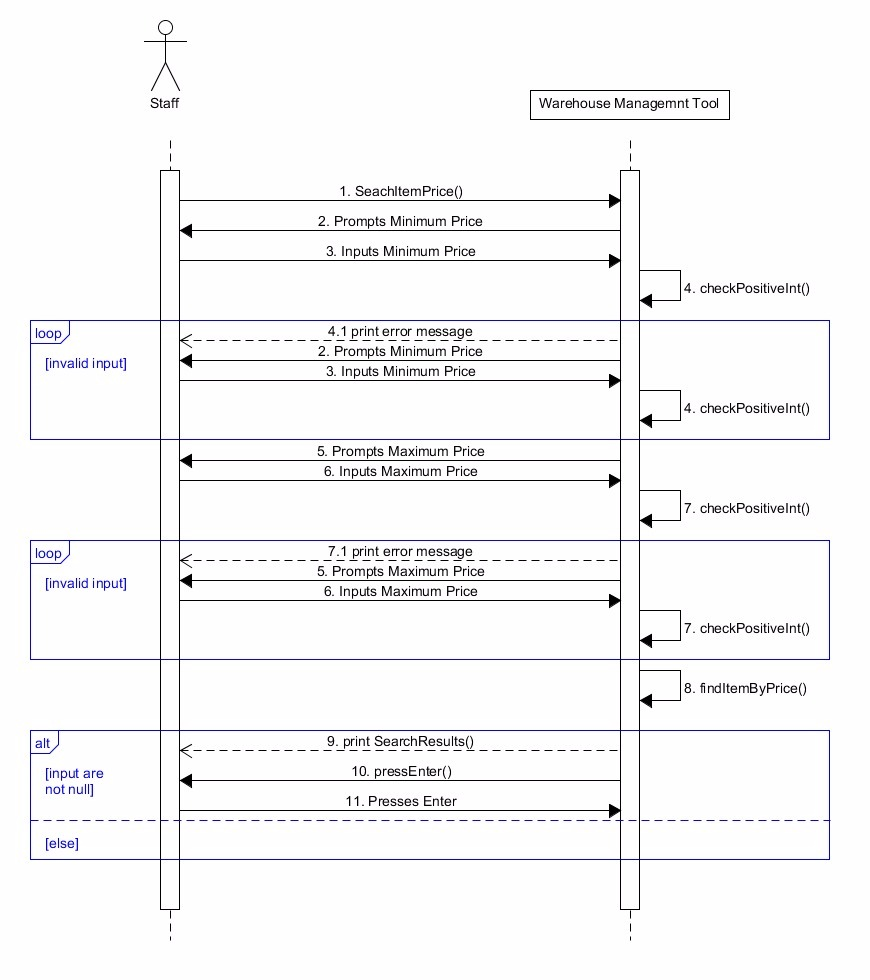 Staff
Warehouse Managemnt Tool
1. SeachItemPrice()
2. Prompts Minimum Price
3. Inputs Minimum Price
4. checkPositiveInt()
loop
4.1 print error message
[invalid input]
2. Prompts Minimum Price
3. Inputs Minimum Price
4. checkPositiveInt()
5. Prompts Maximum Price
6. Inputs Maximum Price
7. checkPositiveInt()
loop
7.1 print error message
[invalid input]
5. Prompts Maximum Price
6. Inputs Maximum Price
7. checkPositiveInt()
8. findItemByPrice()
alt
9. print SearchResults()
[input are
not null]
10. pressEnter()
11. Presses Enter
[else]